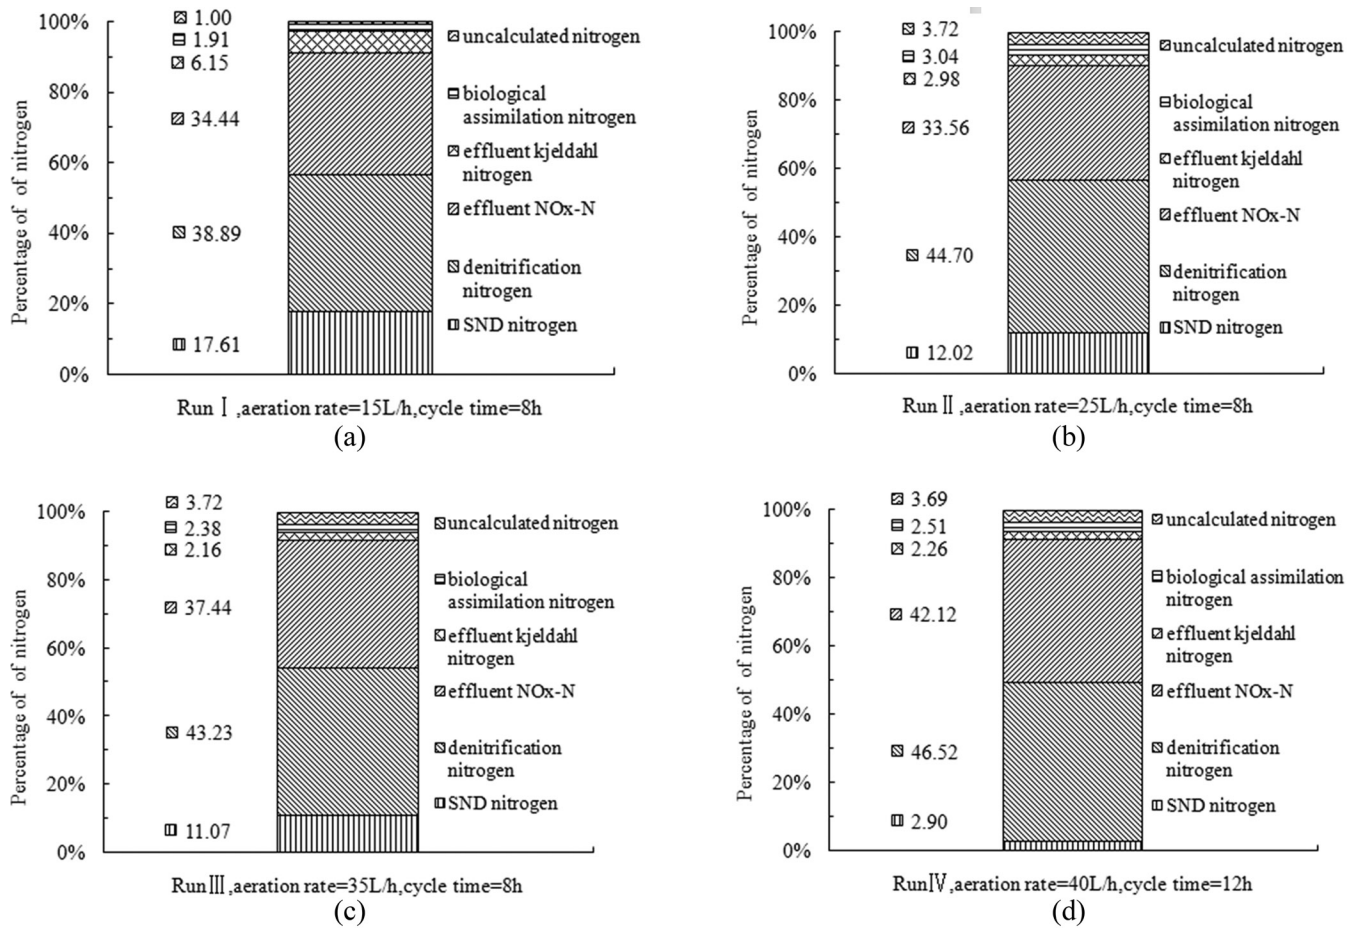 100%
80%
60%
40%
20%
0%
Percentage of of nitrogen
1.00
1.91
6.15
34.44
38.89
17.61
uncalculated nitrogen
biological
assimilation nitrogen
effluent kjeldahl
nitrogen
effluent NOx-N
denitrification
nitrogen
SND nitrogen
Run Ⅰ ,aeration rate=15L/h,cycle time=8h
(a)
100%
80%
60%
40%
20%
0%
Percentage of of nitrogen
3.72
3.04
2.98
33.56
44.70
12.02
uncalculated nitrogen
biological
assimilation nitrogen
effluent kjeldahl
nitrogen
effluent NOx-N
denitrification
nitrogen
SND nitrogen
Run Ⅱ ,aeration rate=25L/h,cycle time=8h
(b)
100%
80%
60%
40%
20%
0%
Percentage of of nitrogen
3.72
2.38
2.16
37.44
43.23
11.07
uncalculated nitrogen
biological
assimilation nitrogen
effluent kjeldahl
nitrogen
effluent NOx-N
denitrification
nitrogen
SND nitrogen
RunⅢ,aeration rate=35L/h,cycle time=8h
(c)
100%
80%
60%
40%
20%
0%
Percentage of of nitrogen
3.69
2.51
2.26
42.12
46.52
2.90
uncalculated nitrogen
biological assimilation
nitrogen
effluent kjeldahl
nitrogen
effluent NOx-N
denitrification
nitrogen
SND nitrogen
RunⅣ,aeration rate=40L/h,cycle time=12h
(d)